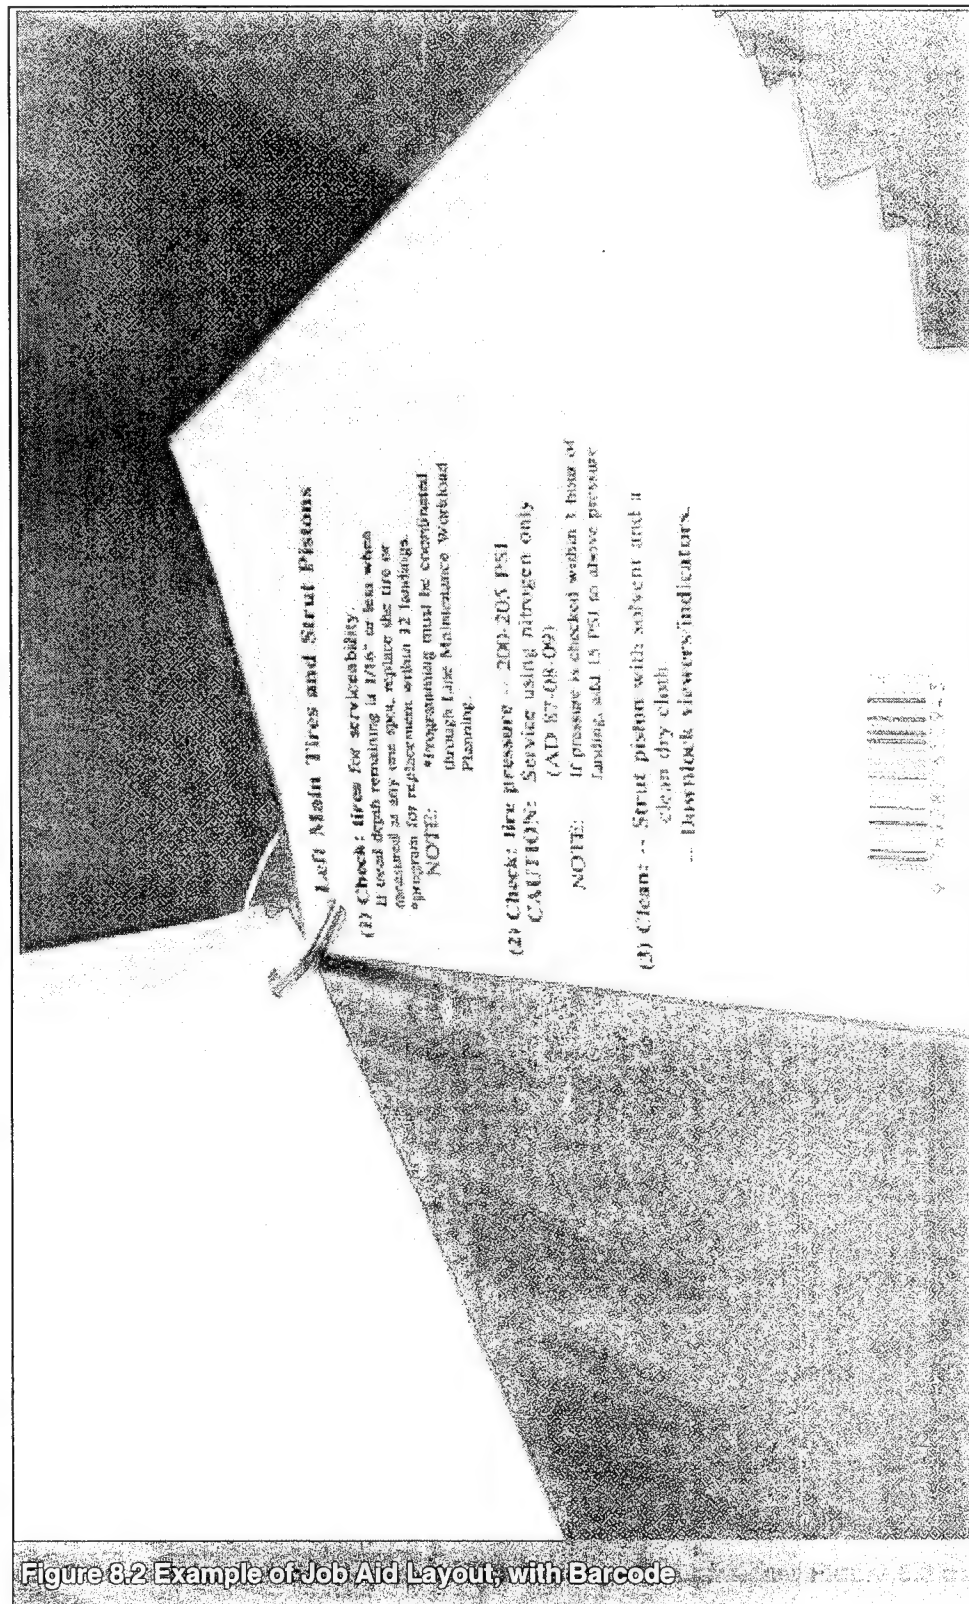 Left Main Tires and Strut Pistons
(1) Check: tires for serviceability.
If tread depth remaining is 1/16" or less when
measured at any one spot, replace the tire or
*program for replacement within 12 landings.
NOTE: *Programming must be coordinated
through Line Maintenance Workload
Planning.
(2) Check: tire pressure -- 200-205 PSI
CAUTION: Service using nitrogen only
(AD 87-08-09)
NOTE: If pressure is checked within 1 hour of
landing, add 15 PSI to above pressure
(3) Clean: -- Strut piston with solvent and a
clean dry cloth
-- Downlock viewers/indicators.
Figure 8.2 Example of Job Aid Layout, with Barcode